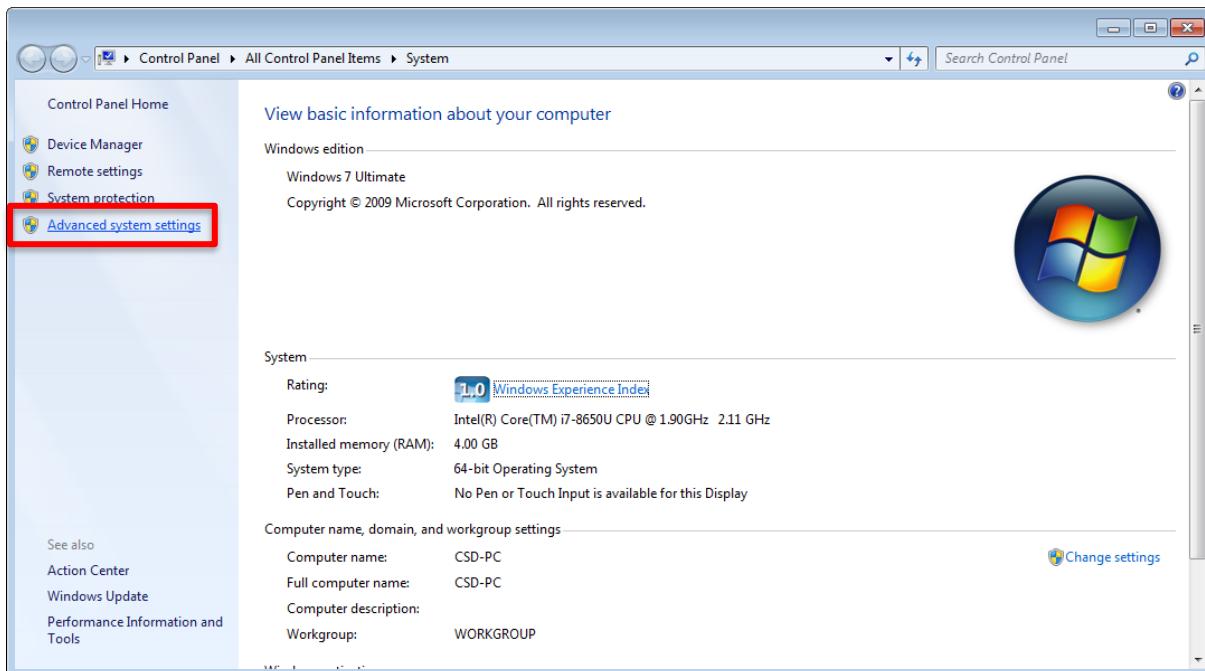 Control Panel ▸ All Control Panel Items ▸ System
Search Control Panel
Control Panel Home
Device Manager
Remote settings
System protection
Advanced system settings
See also
Action Center
Windows Update
Performance Information and
Tools
View basic information about your computer
Windows edition
Windows 7 Ultimate
Copyright © 2009 Microsoft Corporation. All rights reserved.
System
Rating: 1.0 Windows Experience Index
Processor: Intel(R) Core(TM) i7-8650U CPU @ 1.90GHz 2.11 GHz
Installed memory (RAM): 4.00 GB
System type: 64-bit Operating System
Pen and Touch: No Pen or Touch Input is available for this Display
Computer name, domain, and workgroup settings
Computer name: CSD-PC
Change settings
Full computer name: CSD-PC
Computer description:
Workgroup: WORKGROUP